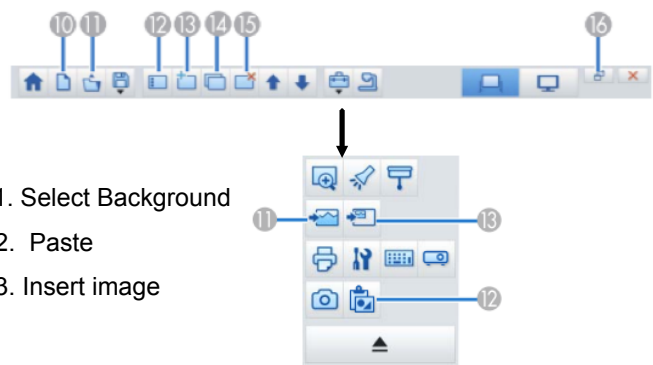 10 11 12 13 14 15 16
1. Select Background
11 13
2. Paste
3. Insert image
12